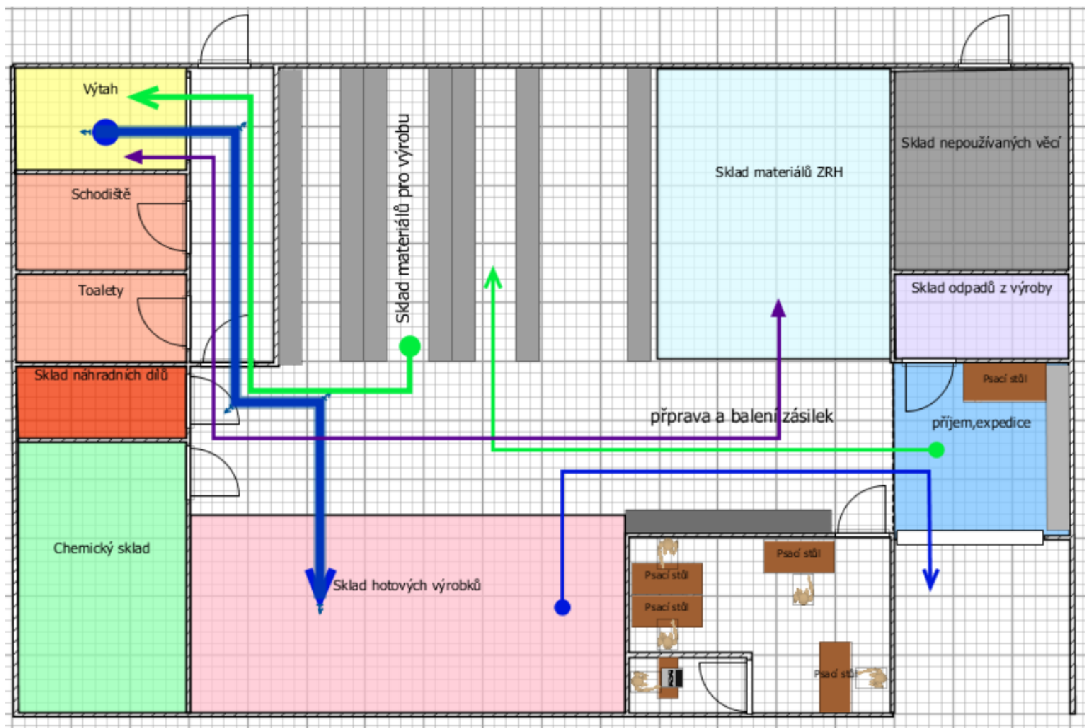 Výtah
Sklad materiálů pro výrobu
Sklad materiálů ZRH
Sklad nepoužívaných věcí
Schodiště
Toalety
Sklad odpadů z výroby
Sklad náhradních dílů
Psací stůl
přprava a balení zásilek
příjem,expedice
Chemický sklad
Sklad hotových výrobků
Psací stůl
Psací stůl
Psací stůl
Psací stůl